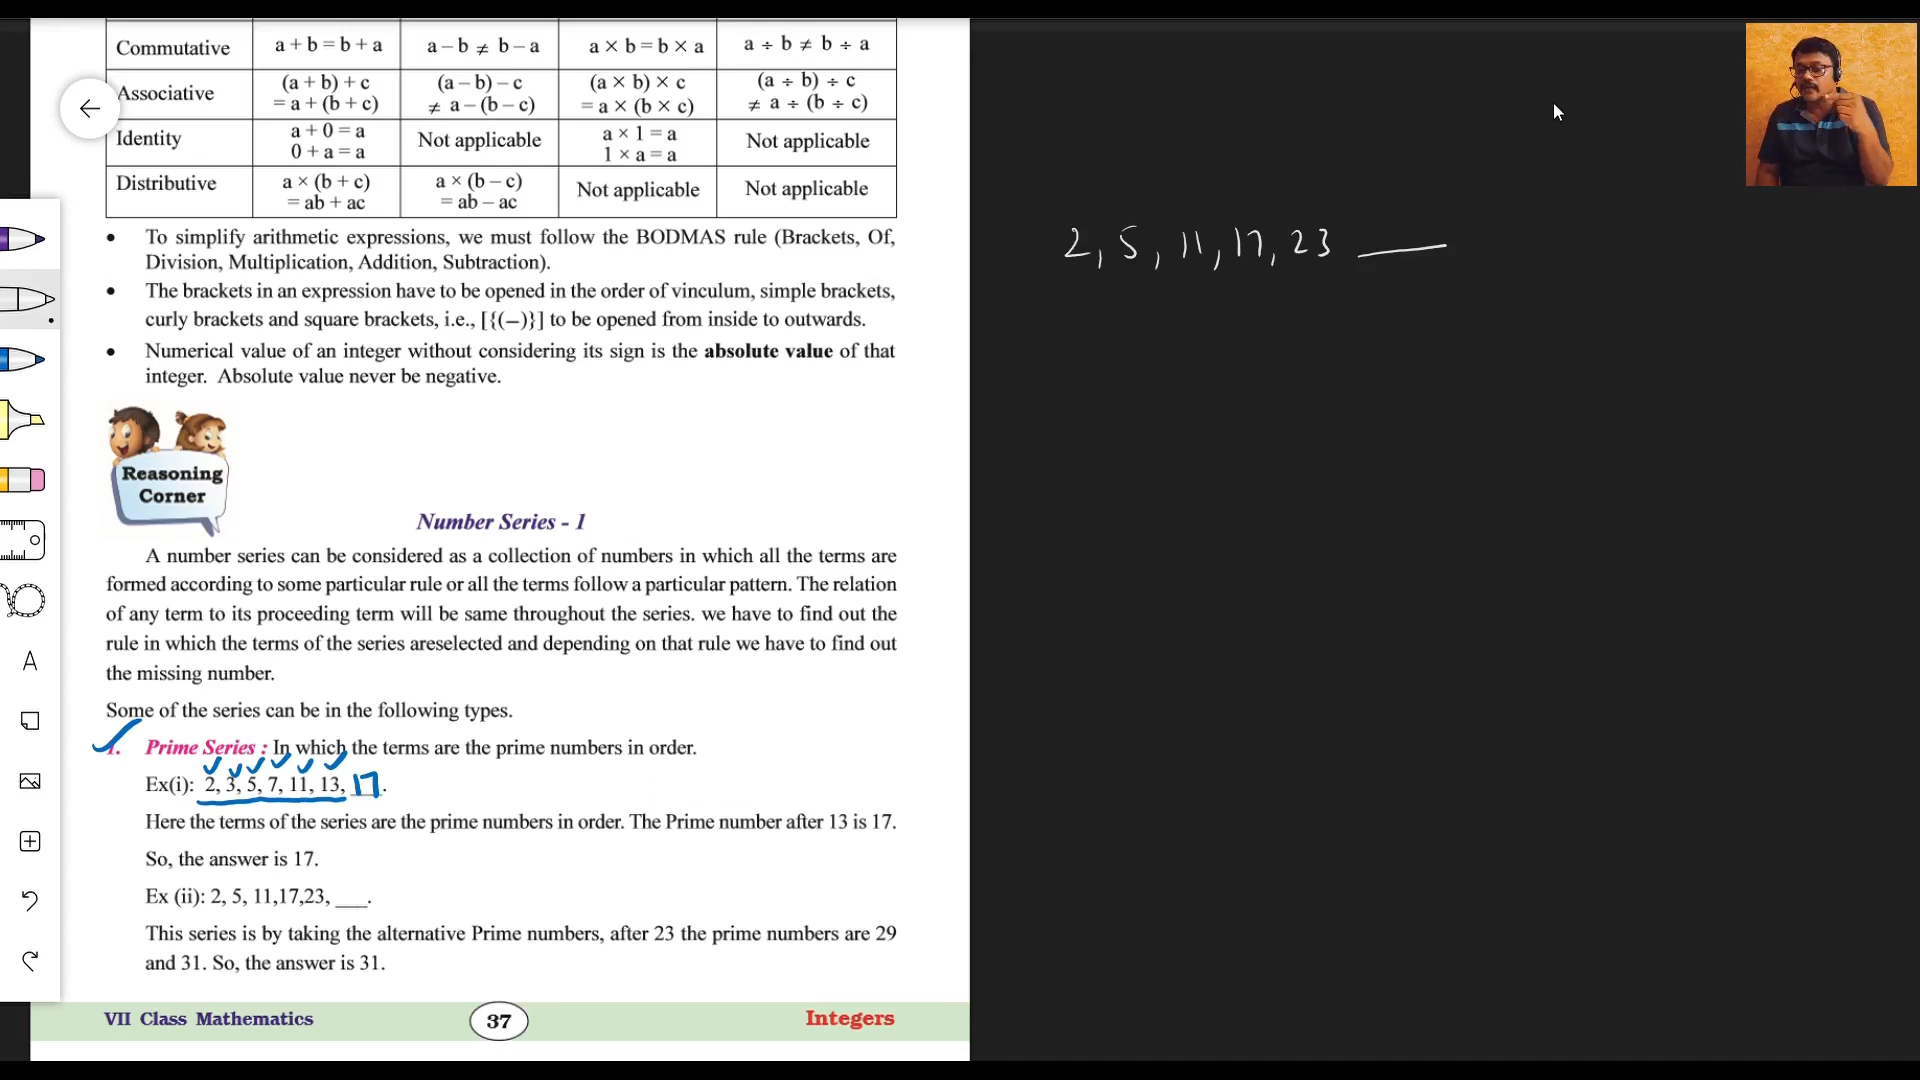 Commutative a + b = b + a a – b ≠ b – a a × b = b × a a ÷ b ≠ b ÷ a
Associative (a + b) + c = a + (b + c) (a – b) – c ≠ a – (b – c) (a × b) × c = a × (b × c) (a ÷ b) ÷ c ≠ a ÷ (b ÷ c)
Identity a + 0 = a 0 + a = a Not applicable a × 1 = a 1 × a = a Not applicable
Distributive a × (b + c) = ab + ac a × (b – c) = ab – ac Not applicable Not applicable
• To simplify arithmetic expressions, we must follow the BODMAS rule (Brackets, Of,
Division, Multiplication, Addition, Subtraction).
• The brackets in an expression have to be opened in the order of vinculum, simple brackets,
curly brackets and square brackets, i.e., [{(–)}] to be opened from inside to outwards.
• Numerical value of an integer without considering its sign is the absolute value of that
integer. Absolute value never be negative.
Reasoning
Corner
Number Series - 1
A number series can be considered as a collection of numbers in which all the terms are
formed according to some particular rule or all the terms follow a particular pattern. The relation
of any term to its proceeding term will be same throughout the series. we have to find out the
rule in which the terms of the series areselected and depending on that rule we have to find out
the missing number.
Some of the series can be in the following types.
1. Prime Series : In which the terms are the prime numbers in order.
Ex(i): 2, 3, 5, 7, 11, 13, 17.
Here the terms of the series are the prime numbers in order. The Prime number after 13 is 17.
So, the answer is 17.
Ex (ii): 2, 5, 11,17,23, ___.
This series is by taking the alternative Prime numbers, after 23 the prime numbers are 29
and 31. So, the answer is 31.
VII Class Mathematics 37 Integers
2, 5, 11, 17, 23 ___
A